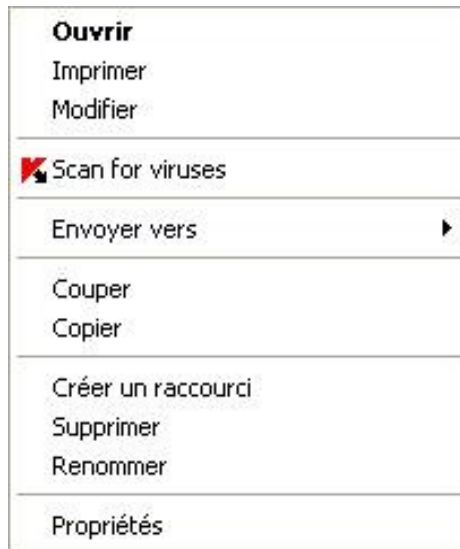 Ouvrir
Imprimer
Modifier
Scan for viruses
Envoyer vers
Couper
Copier
Créer un raccourci
Supprimer
Renommer
Propriétés